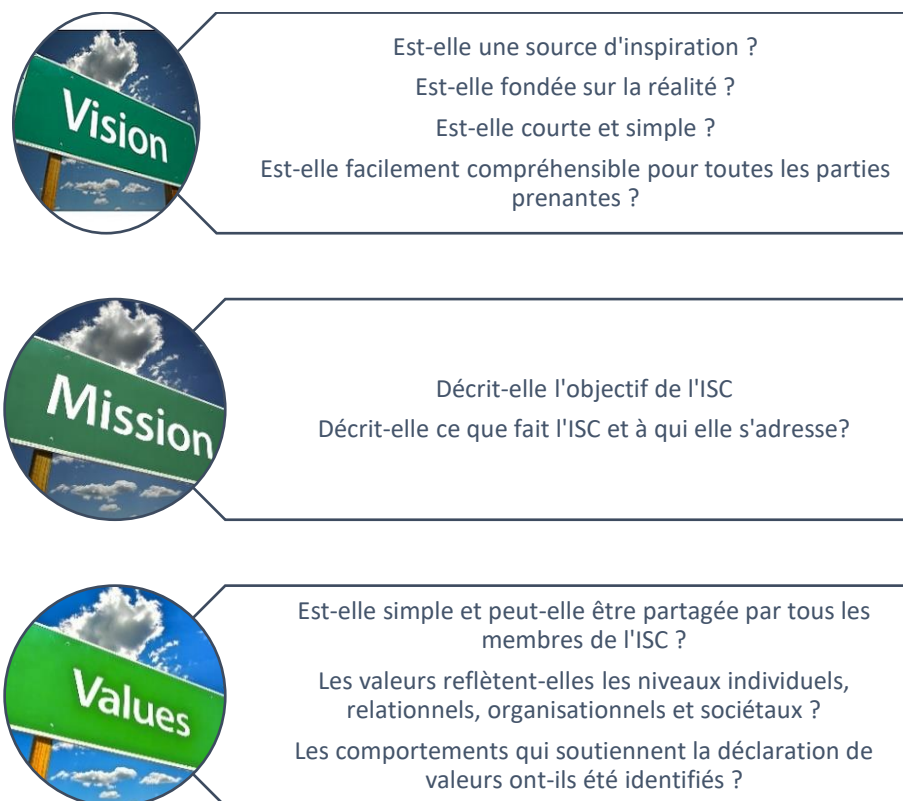 Vision
Est-elle une source d'inspiration ?
Est-elle fondée sur la réalité ?
Est-elle courte et simple ?
Est-elle facilement compréhensible pour toutes les parties
prenantes ?
Mission
Décrit-elle l'objectif de l'ISC
Décrit-elle ce que fait l'ISC et à qui elle s'adresse?
Values
Est-elle simple et peut-elle être partagée par tous les
membres de l'ISC ?
Les valeurs reflètent-elles les niveaux individuels,
relationnels, organisationnels et sociétaux ?
Les comportements qui soutiennent la déclaration de
valeurs ont-ils été identifiés ?